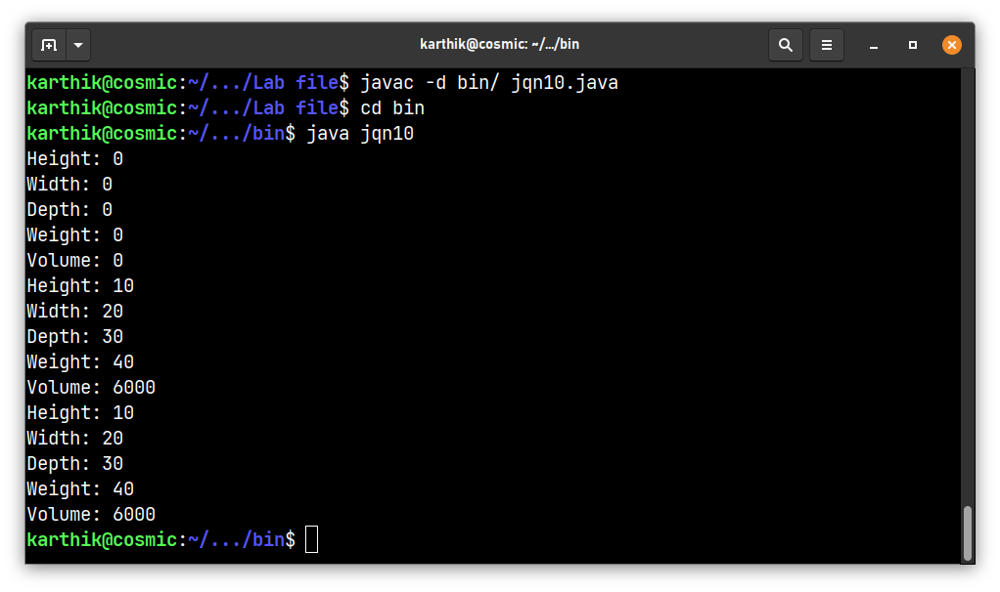 karthik@cosmic: ~/.../bin
karthik@cosmic:~/.../Lab file$ javac -d bin/ jqn10.java
karthik@cosmic:~/.../Lab file$ cd bin
karthik@cosmic:~/.../bin$ java jqn10
Height: 0
Width: 0
Depth: 0
Weight: 0
Volume: 0
Height: 10
Width: 20
Depth: 30
Weight: 40
Volume: 6000
Height: 10
Width: 20
Depth: 30
Weight: 40
Volume: 6000
karthik@cosmic:~/.../bin$